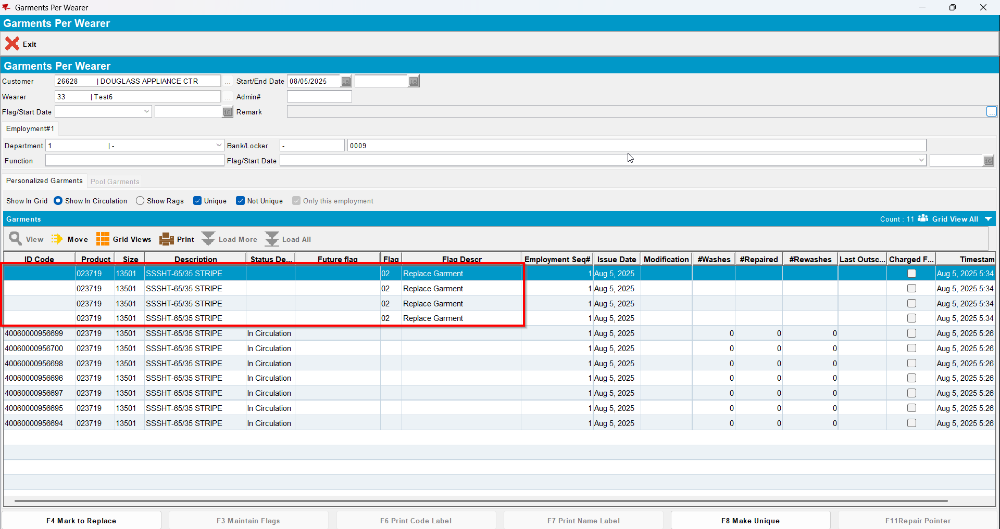 Garments Per Wearer
Garments Per Wearer
Exit
Garments Per Wearer
Customer 26628 | DOUGLASS APPLIANCE CTR ... Start/End Date 08/05/2025 16 16
Wearer 33 | Test6 ... Admin#
Flag/Start Date 16 Remark ...
Employment#1
Department 1 | - Bank/Locker - 0009
Function Flag/Start Date 16
Personalized Garments Pool Garments
Show In Grid Show In Circulation Show Rags Unique Not Unique Only this employment
Garments Count : 11 Grid View All
View Move Grid Views Print Load More Load All
ID Code Product Size Description Status De... Future flag Flag Flag Descr Employment Seq# Issue Date Modification #Washes #Repaired #Rewashes Last Outsc... Charged F... Timestam
023719 13501 SSSHT-65/35 STRIPE 02 Replace Garment 1 Aug 5, 2025 Aug 5, 2025 5:34
023719 13501 SSSHT-65/35 STRIPE 02 Replace Garment 1 Aug 5, 2025 Aug 5, 2025 5:34
023719 13501 SSSHT-65/35 STRIPE 02 Replace Garment 1 Aug 5, 2025 Aug 5, 2025 5:34
023719 13501 SSSHT-65/35 STRIPE 02 Replace Garment 1 Aug 5, 2025 Aug 5, 2025 5:34
40060000956699 023719 13501 SSSHT-65/35 STRIPE In Circulation 1 Aug 5, 2025 0 0 0 Aug 5, 2025 5:26
40060000956700 023719 13501 SSSHT-65/35 STRIPE In Circulation 1 Aug 5, 2025 0 0 0 Aug 5, 2025 5:26
40060000956698 023719 13501 SSSHT-65/35 STRIPE In Circulation 1 Aug 5, 2025 0 0 0 Aug 5, 2025 5:26
40060000956696 023719 13501 SSSHT-65/35 STRIPE In Circulation 1 Aug 5, 2025 0 0 0 Aug 5, 2025 5:26
40060000956697 023719 13501 SSSHT-65/35 STRIPE In Circulation 1 Aug 5, 2025 0 0 0 Aug 5, 2025 5:26
40060000956695 023719 13501 SSSHT-65/35 STRIPE In Circulation 1 Aug 5, 2025 0 0 0 Aug 5, 2025 5:26
40060000956694 023719 13501 SSSHT-65/35 STRIPE In Circulation 1 Aug 5, 2025 0 0 0 Aug 5, 2025 5:26
F4 Mark to Replace F3 Maintain Flags F6 Print Code Label F7 Print Name Label F8 Make Unique F11Repair Pointer